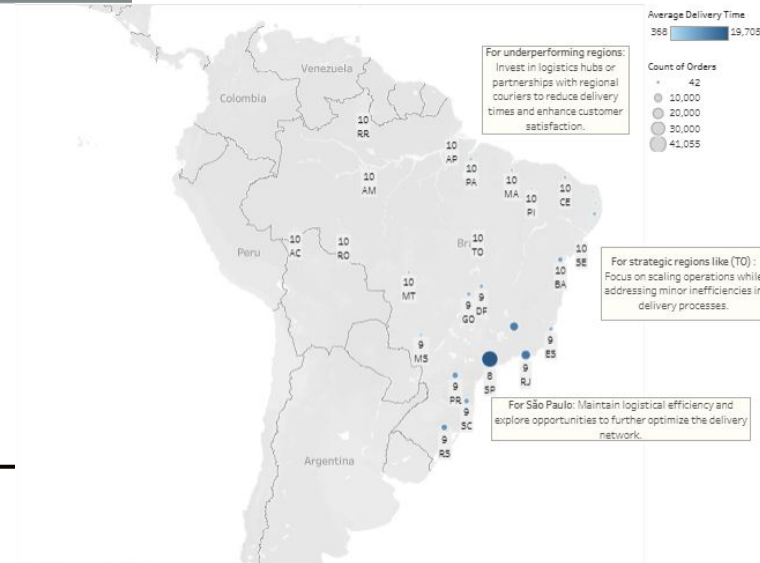 Average Delivery Time
368
19,705
Count of Orders
42
10,000
20,000
30,000
41,055
For underperforming regions:
Invest in logistics hubs or
partnerships with regional
couriers to reduce delivery
times and enhance customer
satisfaction.
Venezuela
Colombia
10
RR
10
AP
10
AM
10
PA
10
MA
10
PI
10
CE
Peru
10
AC
10
RO
Br
10
TO
10
SE
10
BA
10
MT
9
GO
9
DF
For strategic regions like (TO) :
Focus on scaling operations while
addressing minor inefficiencies in
delivery processes.
9
MS
9
ES
9
RJ
8
SP
9
PR
9
SC
9
RS
For São Paulo: Maintain logistical efficiency and
explore opportunities to further optimize the delivery
network.
Argentina